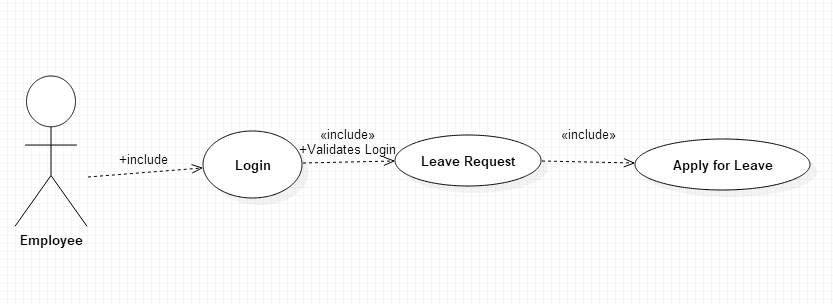 +include
Login
«include»
+Validates Login
Leave Request
«include»
Apply for Leave
Employee